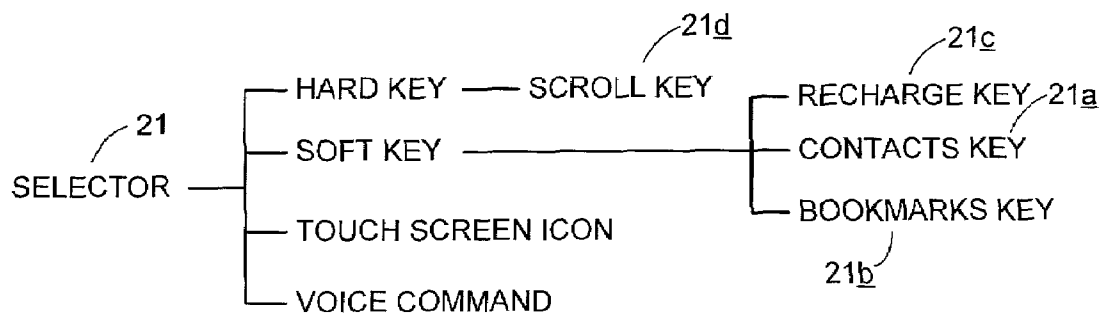 21d
21c
HARD KEY SCROLL KEY RECHARGE KEY
21a
21
SOFT KEY CONTACTS KEY
SELECTOR
BOOKMARKS KEY
TOUCH SCREEN ICON
21b
VOICE COMMAND